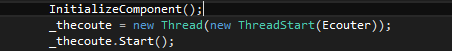 InitializeComponent();
_thecoute = new Thread(new ThreadStart(Ecouter));
_thecoute.Start();